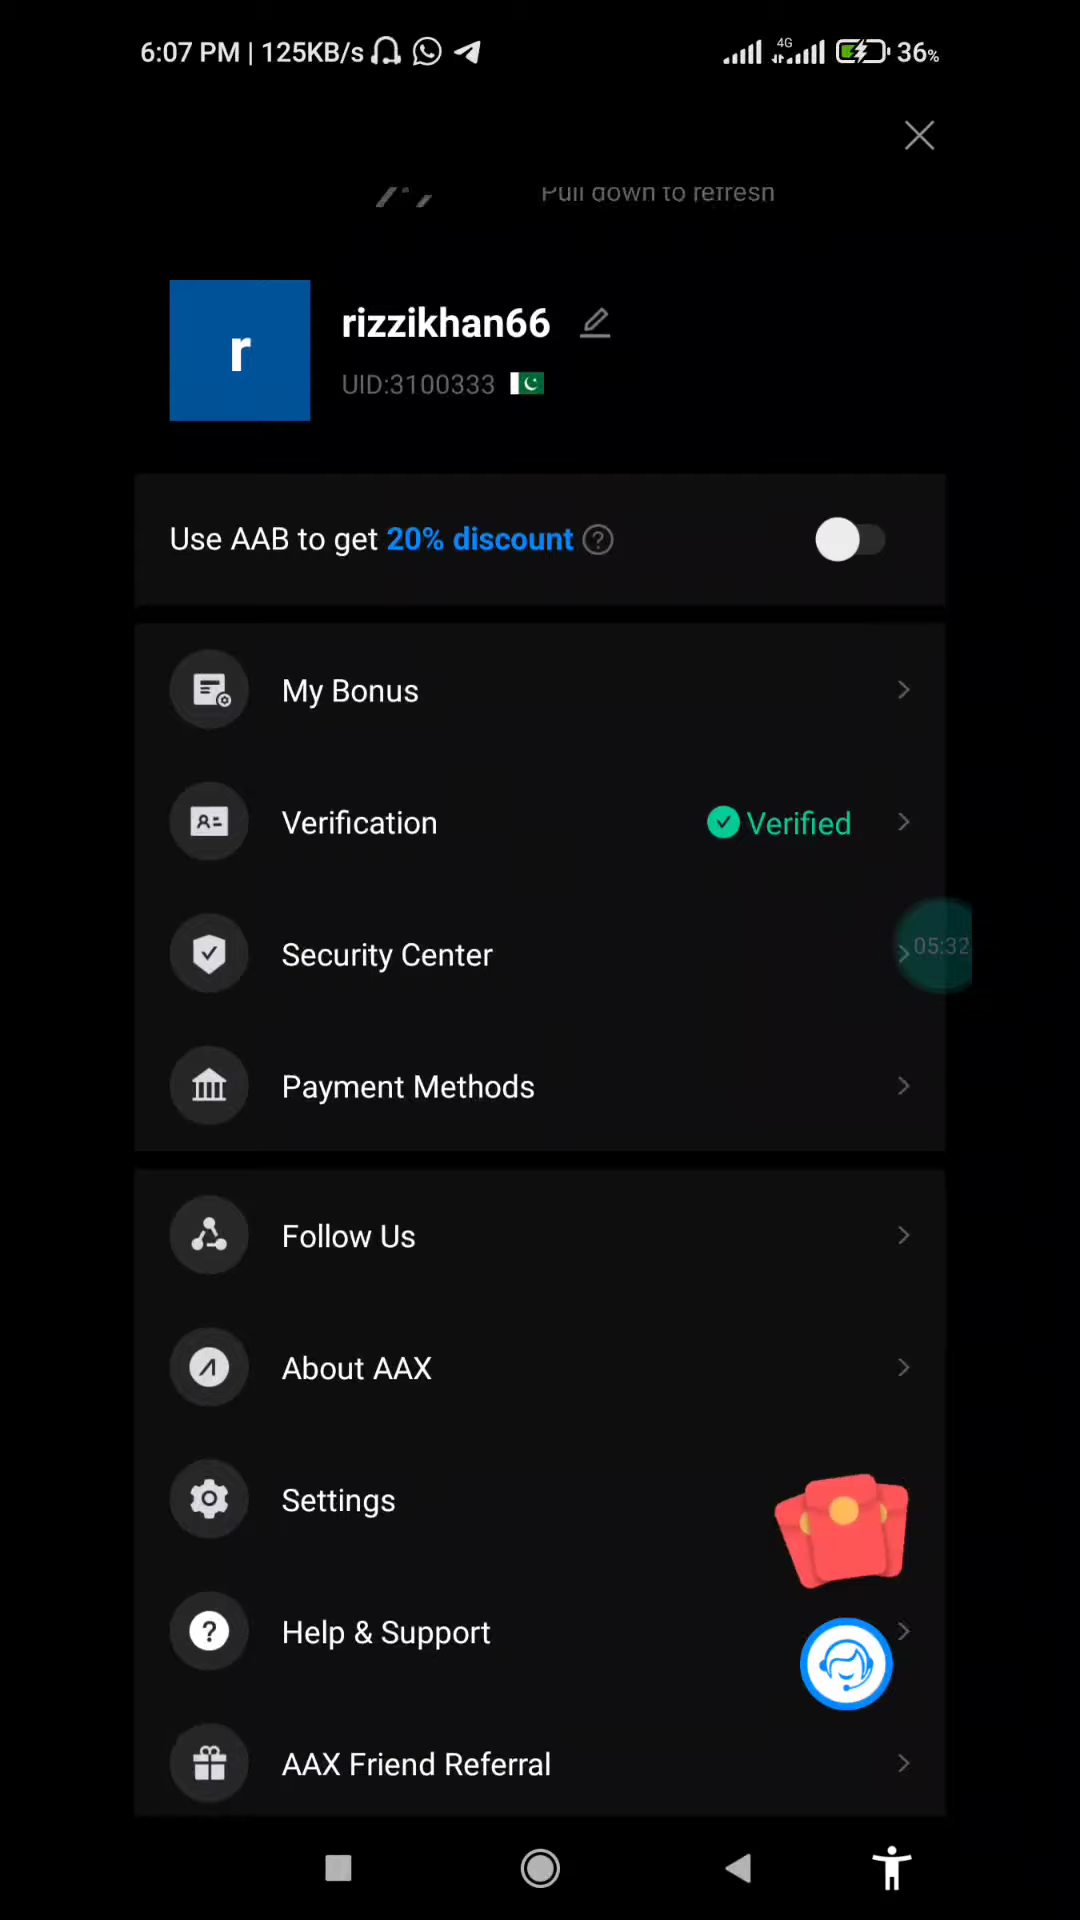 6:07 PM | 125KB/s 4G 36%
Pull down to refresh
r
rizzikhan66
UID:3100333
Use AAB to get 20% discount ?
My Bonus
Verification Verified
Security Center 05:32
Payment Methods
Follow Us
About AAX
Settings
Help & Support
AAX Friend Referral